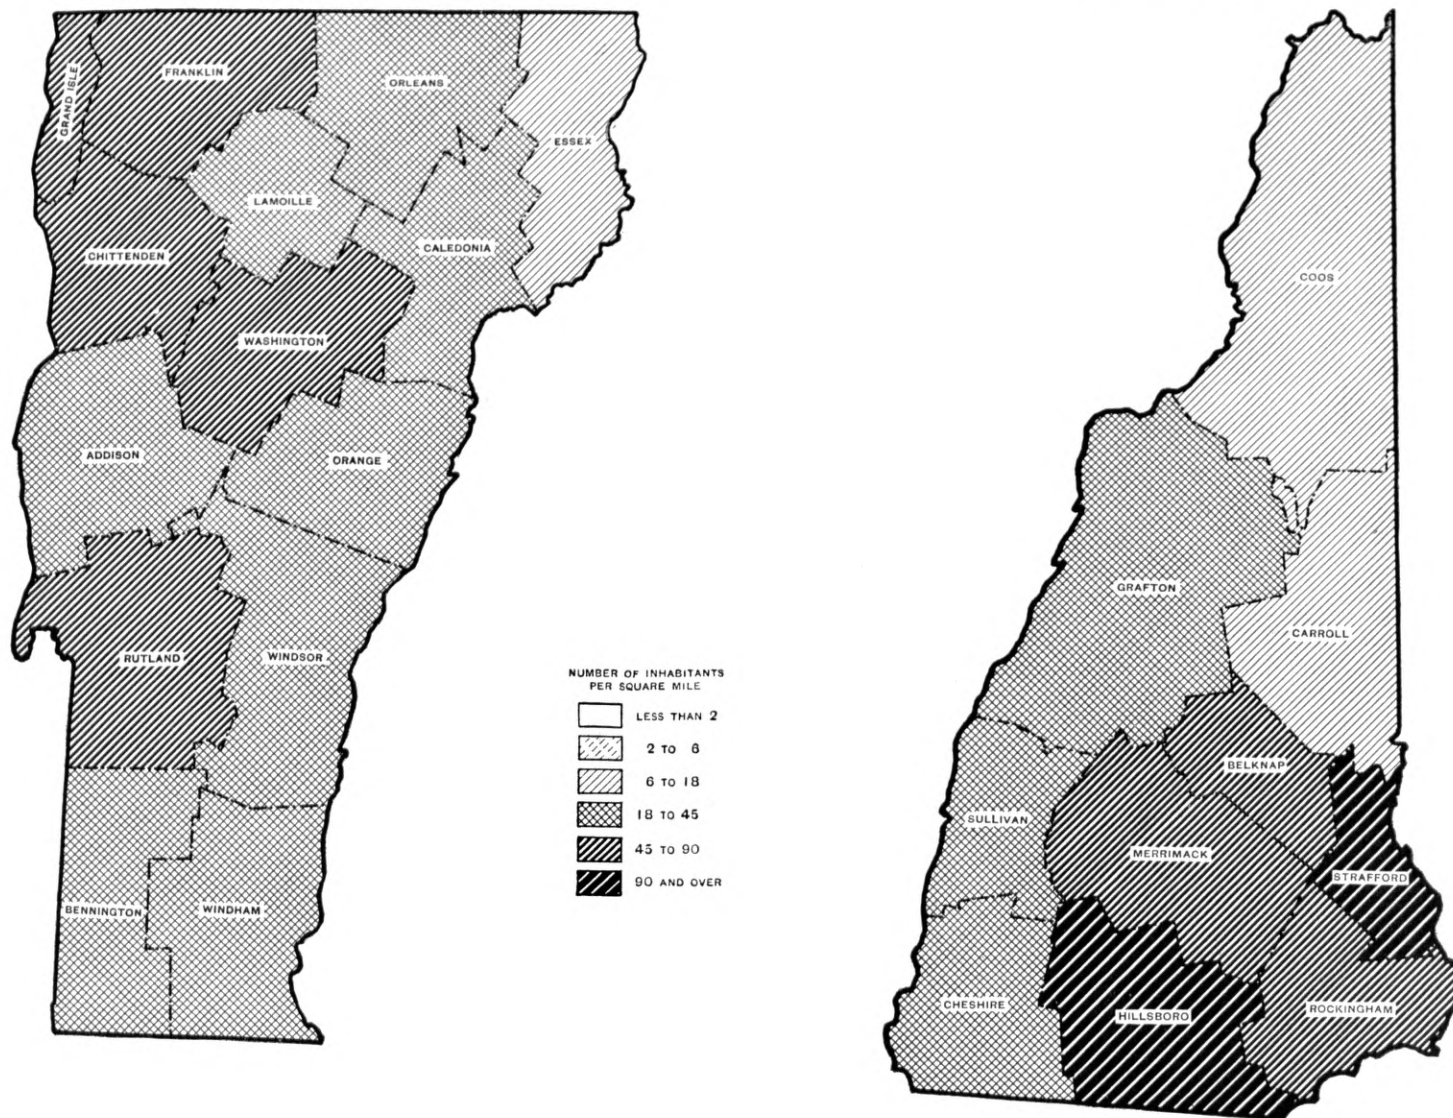 GRAND ISLE
FRANKLIN
ORLEANS
ESSEX
LAMOILLE
CHITTENDEN
CALEDONIA
WASHINGTON
ADDISON
ORANGE
RUTLAND
WINDSOR
BENNINGTON
WINDHAM
NUMBER OF INHABITANTS
PER SQUARE MILE
LESS THAN 2
2 TO 6
6 TO 18
18 TO 45
45 TO 90
90 AND OVER
COOS
GRAFTON
CARROLL
BELKNAP
SULLIVAN
MERRIMACK
STRAFFORD
CHESHIRE
HILLSBORO
ROCKINGHAM